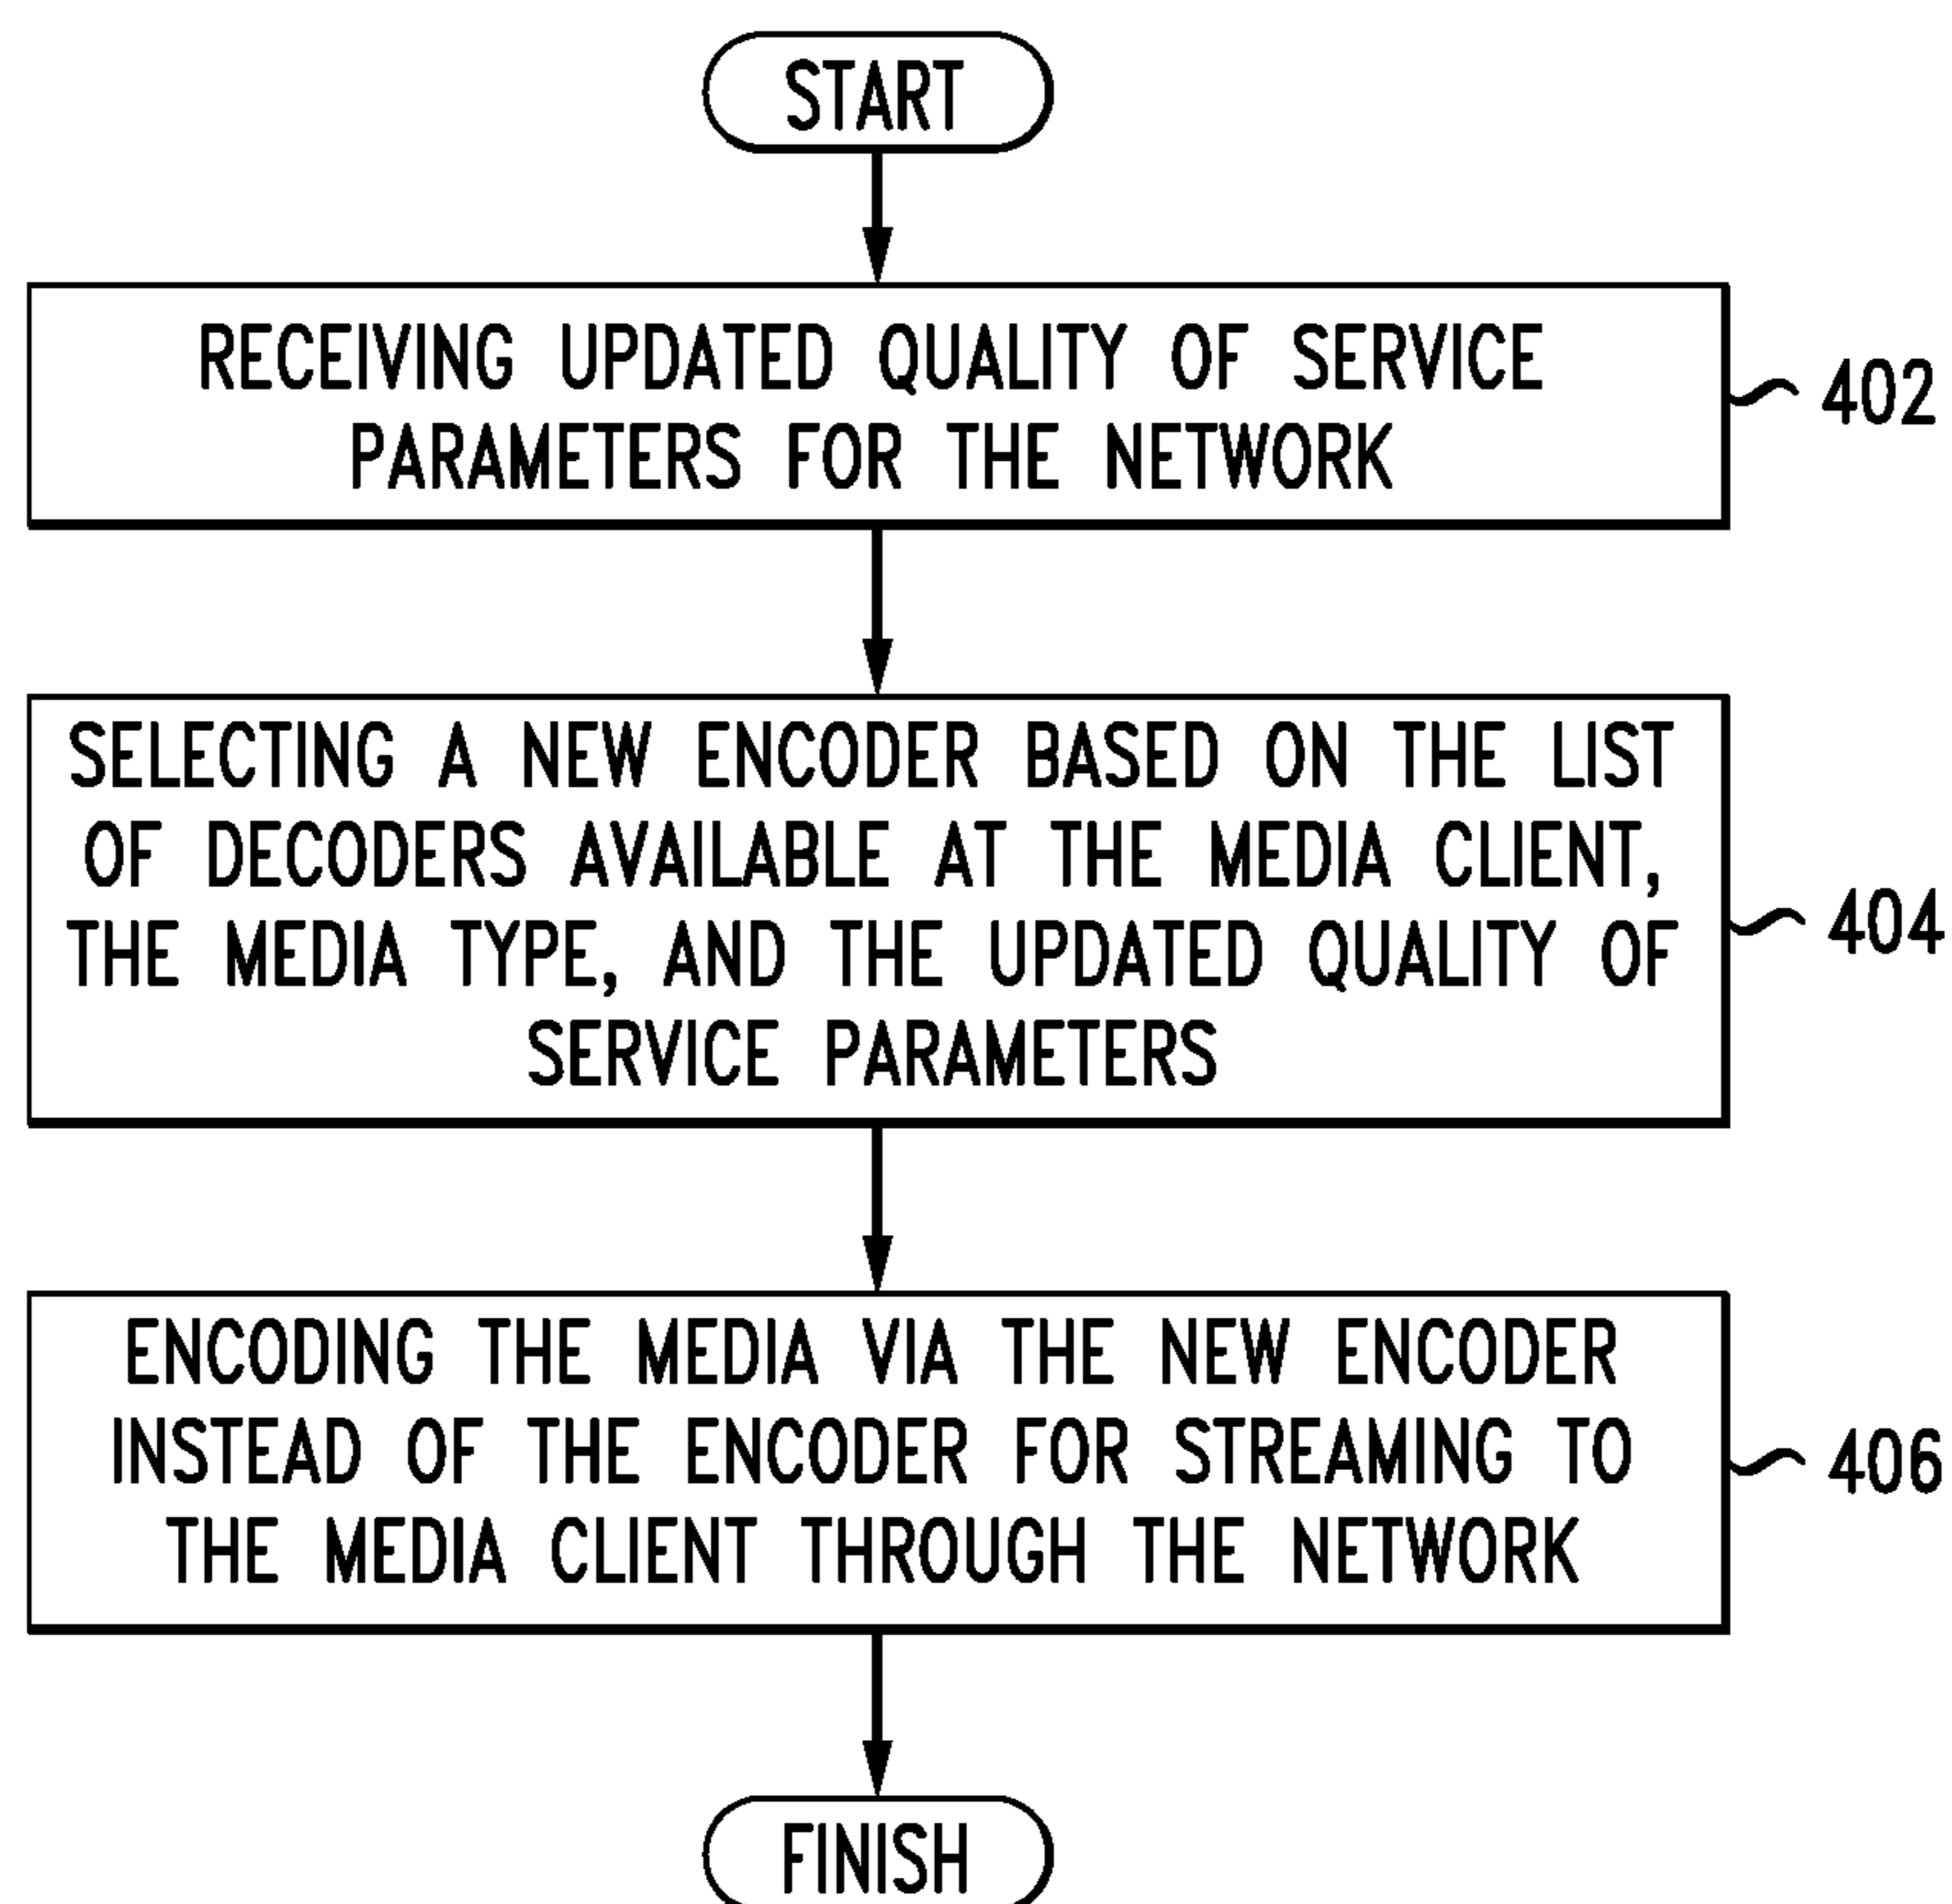 START
RECEIVING UPDATED QUALITY OF SERVICE
PARAMETERS FOR THE NETWORK
402
SELECTING A NEW ENCODER BASED ON THE LIST
OF DECODERS AVAILABLE AT THE MEDIA CLIENT,
THE MEDIA TYPE, AND THE UPDATED QUALITY OF
SERVICE PARAMETERS
404
ENCODING THE MEDIA VIA THE NEW ENCODER
INSTEAD OF THE ENCODER FOR STREAMING TO
THE MEDIA CLIENT THROUGH THE NETWORK
406
FINISH